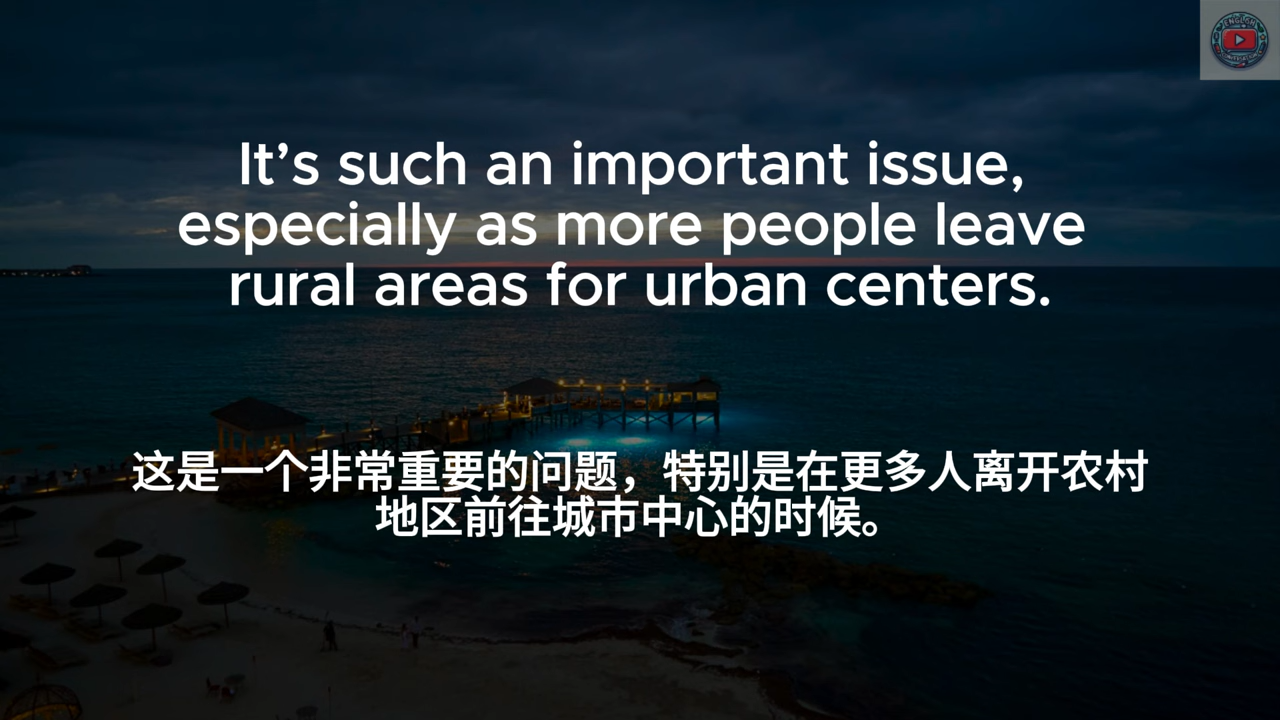 ENGLISH
CONVERSATION
It’s such an important issue,
especially as more people leave
rural areas for urban centers.
这是一个非常重要的问题，特别是在更多人离开农村
地区前往城市中心的时候。